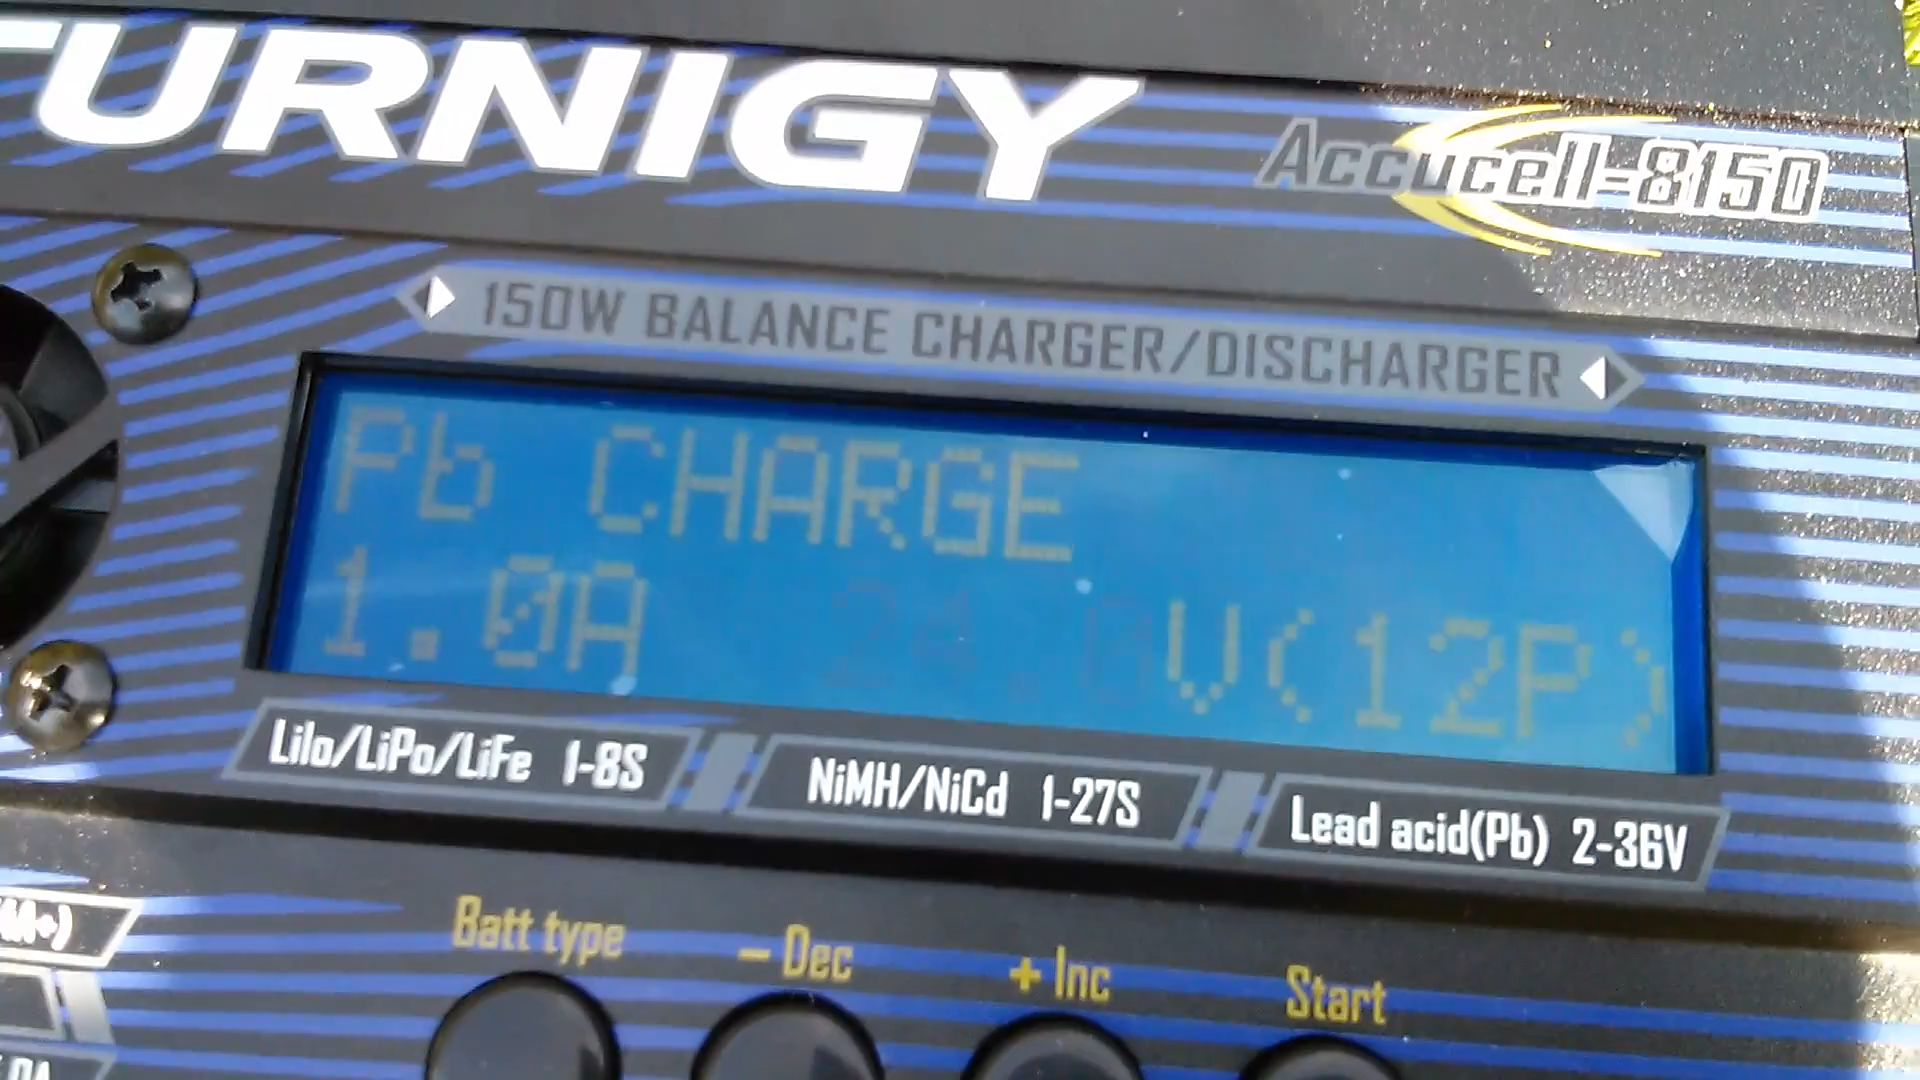 TURNIGY
Accucell-8150
150W BALANCE CHARGER/DISCHARGER
Pb CHARGE
1.0A 24.0V(12P)
LiIo/LiPo/LiFe 1-8S
NiMH/NiCd 1-27S
Lead acid(Pb) 2-36V
Batt type
- Dec
+ Inc
Start